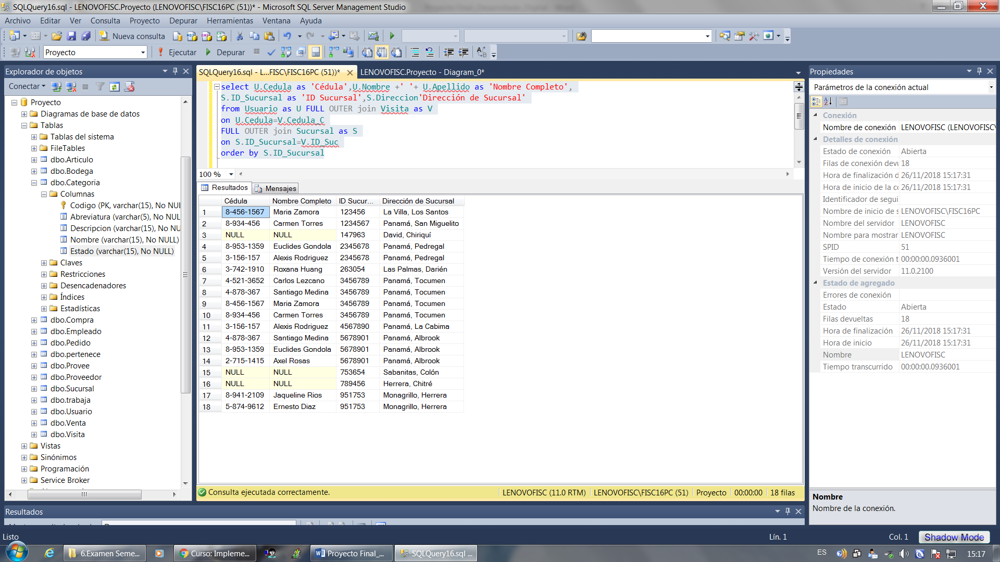 SQLQuery16.sql - LENOVOFISC.Proyecto (LENOVOFISC\FISC16PC (51))* - Microsoft SQL Server Management Studio
Archivo Editar Ver Consulta Proyecto Depurar Herramientas Ventana Ayuda
Nueva consulta
Proyecto Ejecutar Depurar
Explorador de objetos
Conectar
Proyecto
Diagramas de base de datos
Tablas
Tablas del sistema
FileTables
dbo.Articulo
dbo.Bodega
dbo.Categoria
Columnas
Codigo (PK, varchar(15), No NUL
Abreviatura (varchar(5), No NUL
Descripcion (varchar(15), No NU
Nombre (varchar(15), No NULL)
Estado (varchar(15), No NULL)
Claves
Restricciones
Desencadenadores
Índices
Estadísticas
dbo.Compra
dbo.Empleado
dbo.Pedido
dbo.pertenece
dbo.Provee
dbo.Proveedor
dbo.Sucursal
dbo.trabaja
dbo.Usuario
dbo.Venta
dbo.Visita
Vistas
Sinónimos
Programación
Service Broker
SQLQuery16.sql - L...FISC\FISC16PC (51))* LENOVOFISC.Proyecto - Diagram_0*
select U.Cedula as 'Cédula',U.Nombre +' '+ U.Apellido as 'Nombre Completo',
S.ID_Sucursal as 'ID Sucursal',S.Direccion'Dirección de Sucursal'
from Usuario as U FULL OUTER join Visita as V
on U.Cedula=V.Cedula_C
FULL OUTER join Sucursal as S
on S.ID_Sucursal=V.ID_Suc
order by S.ID_Sucursal
100 %
Resultados Mensajes
Cédula Nombre Completo ID Sucur... Dirección de Sucursal
1 8-456-1567 Maria Zamora 123456 La Villa, Los Santos
2 8-934-456 Carmen Torres 1234567 Panamá, San Miguelito
3 NULL NULL 147963 David, Chiriquí
4 8-953-1359 Euclides Gondola 2345678 Panamá, Pedregal
5 3-156-157 Alexis Rodriguez 2345678 Panamá, Pedregal
6 3-742-1910 Roxana Huang 263054 Las Palmas, Darién
7 4-521-3652 Carlos Lezcano 3456789 Panamá, Tocumen
8 4-878-367 Santiago Medina 3456789 Panamá, Tocumen
9 8-456-1567 Maria Zamora 3456789 Panamá, Tocumen
10 8-934-456 Carmen Torres 3456789 Panamá, Tocumen
11 3-156-157 Alexis Rodriguez 4567890 Panamá, La Cabima
12 4-878-367 Santiago Medina 5678901 Panamá, Albrook
13 8-953-1359 Euclides Gondola 5678901 Panamá, Albrook
14 2-715-1415 Axel Rosas 5678901 Panamá, Albrook
15 NULL NULL 753654 Sabanitas, Colón
16 NULL NULL 789456 Herrera, Chitré
17 8-941-2109 Jaqueline Rios 951753 Monagrillo, Herrera
18 5-874-9612 Ernesto Diaz 951753 Monagrillo, Herrera
Consulta ejecutada correctamente. LENOVOFISC (11.0 RTM) LENOVOFISC\FISC16PC (51) Proyecto 00:00:00 18 filas
Propiedades
Parámetros de la conexión actual
Conexión
Nombre de conexión LENOVOFISC (LENOVOFISC\
Detalles de conexión
Estado de conexión Abierta
Filas de conexión devu 18
Hora de finalización d 26/11/2018 15:17:31
Hora de inicio de la co 26/11/2018 15:17:31
Identificador de segui
Nombre de inicio de s LENOVOFISC\FISC16PC
Nombre del servidor LENOVOFISC
Nombre para mostrar LENOVOFISC
SPID 51
Tiempo de conexión t 00:00:00.0936001
Versión del servidor 11.0.2100
Estado de agregado
Errores de conexión
Estado Abierta
Filas devueltas 18
Hora de finalización 26/11/2018 15:17:31
Hora de inicio 26/11/2018 15:17:31
Nombre LENOVOFISC
Tiempo transcurrido 00:00:00.0936001
Nombre
Nombre de la conexión.
Resultados
Listo Lín. 1 Col. 1 Shadow Mode
6.Examen Seme... Curso: Impleme... Proyecto Final_... SQLQuery16.sql ... ES 15:17